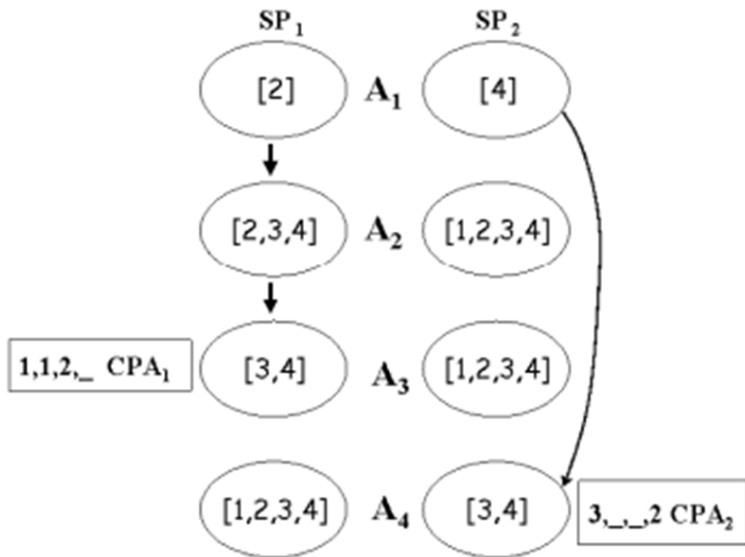 SP₁ SP₂
[2] A₁ [4]
[2,3,4] A₂ [1,2,3,4]
1,1,2,_ CPA₁ [3,4] A₃ [1,2,3,4]
[1,2,3,4] A₄ [3,4] 3,_,_,2 CPA₂